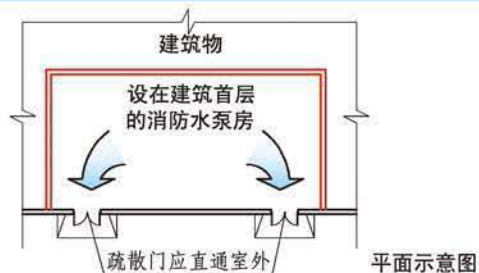 建筑物
设在建筑首层
的消防水泵房
疏散门应直通室外
平面示意图